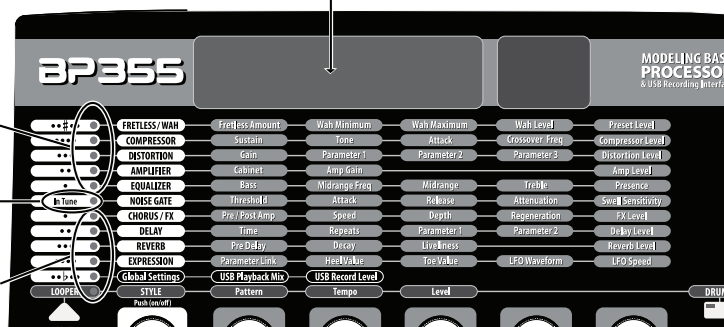 BP355
MODELING BAS
PROCESSO
& USB Recording Interfa
FRETLESS / WAH Fretless Amount Wah Minimum Wah Maximum Wah Level Preset Level
COMPRESSOR Sustain Tone Attack Crossover Freq Compressor Level
DISTORTION Gain Parameter 1 Parameter 2 Parameter 3 Distortion Level
AMPLIFIER Cabinet Amp Gain Amp Level
EQUALIZER Bass Midrange Freq Midrange Treble Presence
In Tune NOISE GATE Threshold Attack Release Attenuation Swell Sensitivity
CHORUS / FX Pre / Post Amp Speed Depth Regeneration FX Level
DELAY Time Repeats Parameter 1 Parameter 2 Delay Level
REVERB Pre Delay Decay Liveliness Reverb Level
EXPRESSION Parameter Link Heel Value Toe Value LFO Waveform LFO Speed
Global Settings USB Playback Mix USB Record Level
LOOPER STYLE Pattern Tempo Level DRUM
Push (on/off)